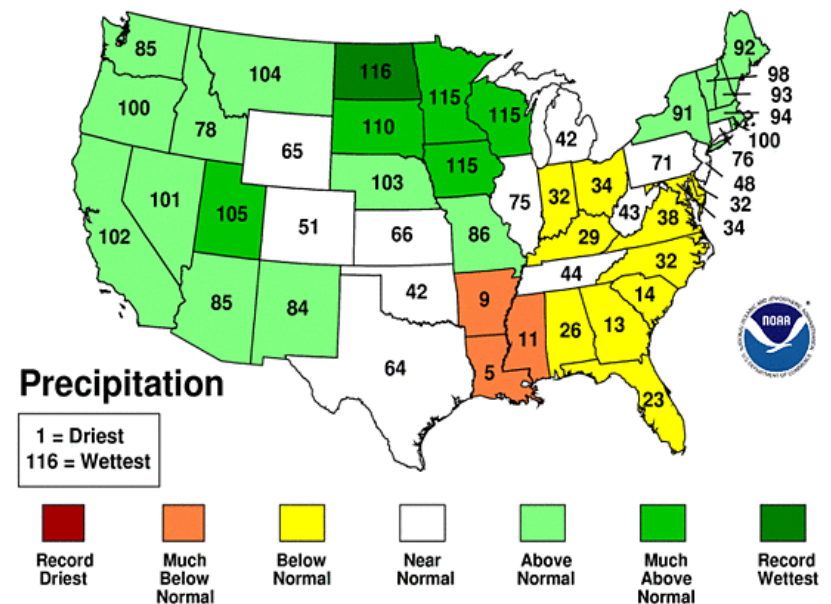 85
104
116
115
92
98
93
94
100
100
78
110
115
42
91
76
48
32
34
65
115
71
103
101
105
75
32
34
43
38
102
51
66
86
29
32
44
85
84
42
9
14
11
26
13
64
5
23
NOAA
Precipitation
1 = Driest
116 = Wettest
Record
Driest
Much
Below
Normal
Below
Normal
Near
Normal
Above
Normal
Much
Above
Normal
Record
Wettest